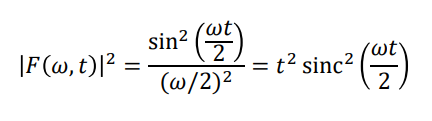 |F(ω, t)|² = sin² (ωt/2) / (ω/2)² = t² sinc² (ωt/2)